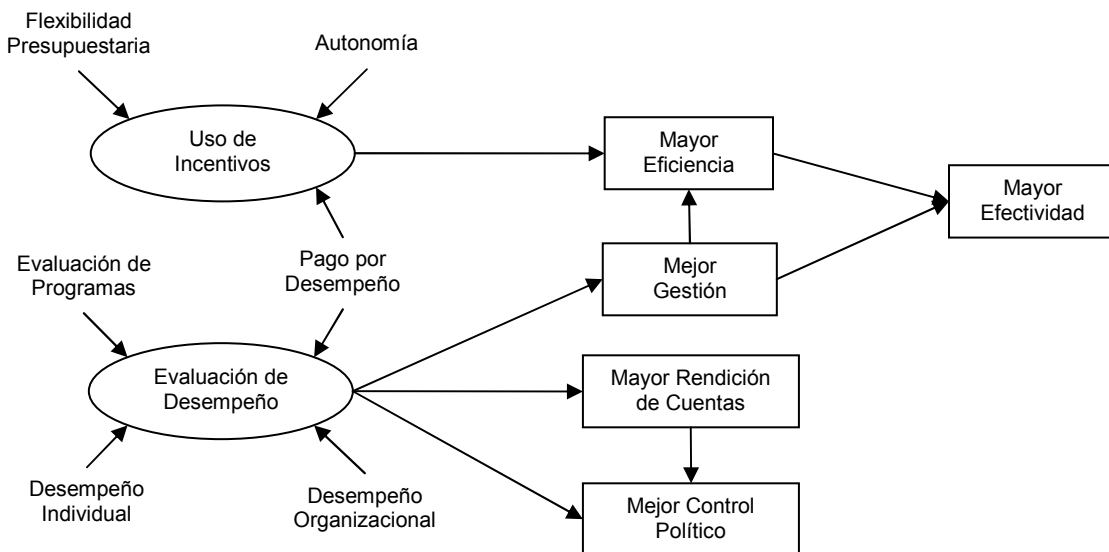 Flexibilidad
Presupuestaria
Autonomía
Uso de
Incentivos
Mayor
Eficiencia
Mayor
Efectividad
Evaluación de
Programas
Pago por
Desempeño
Mejor
Gestión
Evaluación de
Desempeño
Mayor Rendición
de Cuentas
Desempeño
Individual
Desempeño
Organizacional
Mejor Control
Político